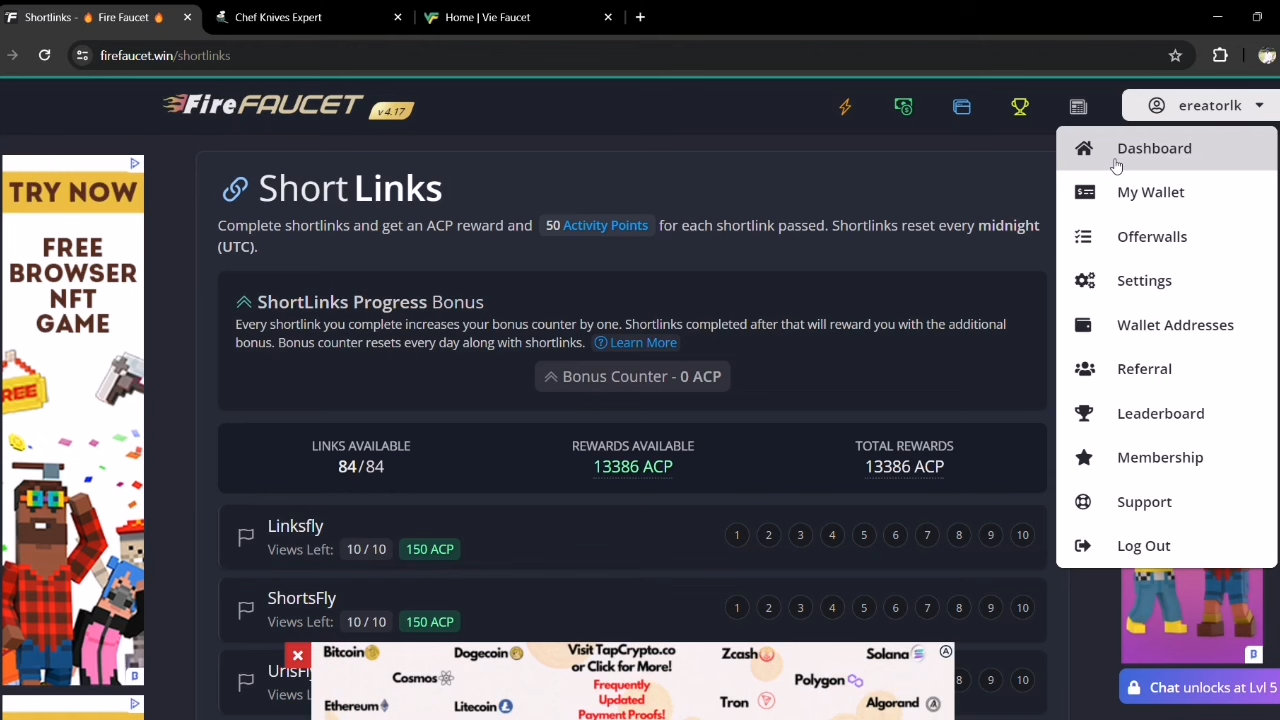 Shortlinks - 🔥 Fire Faucet 🔥
Chef Knives Expert
Home | Vie Faucet
firefaucet.win/shortlinks
Fire FAUCET v4.17
ereatorlk
Dashboard
My Wallet
Offerwalls
Settings
Wallet Addresses
Referral
Leaderboard
Membership
Support
Log Out
TRY NOW
FREE
BROWSER
NFT
GAME
REE
Short Links
Complete shortlinks and get an ACP reward and 50 Activity Points for each shortlink passed. Shortlinks reset every midnight
(UTC).
ShortLinks Progress Bonus
Every shortlink you compete increases your bonus counter by one. Shortlinks completed after that will reward you with the additional
bonus. Bonus counter resets every day along with shortlinks. Learn More
Bonus Counter - 0 ACP
LINKS AVAILABLE REWARDS AVAILABLE TOTAL REWARDS
84/84 13386 ACP 13386 ACP
Linksfly
Views Left: 10 / 10 150 ACP
1 2 3 4 5 6 7 8 9 10
ShortsFly
Views Left: 10 / 10 150 ACP
1 2 3 4 5 6 7 8 9 10
Views L
8 9 10
Bitcoin Dogecoin Visit TapCrypto.co Zcash Solana
or Click for More!
Cosmos Frequently Polygon
Updated
Ethereum Litecoin Payment Proofs! Tron Algorand
Chat unlocks at Lvl 5